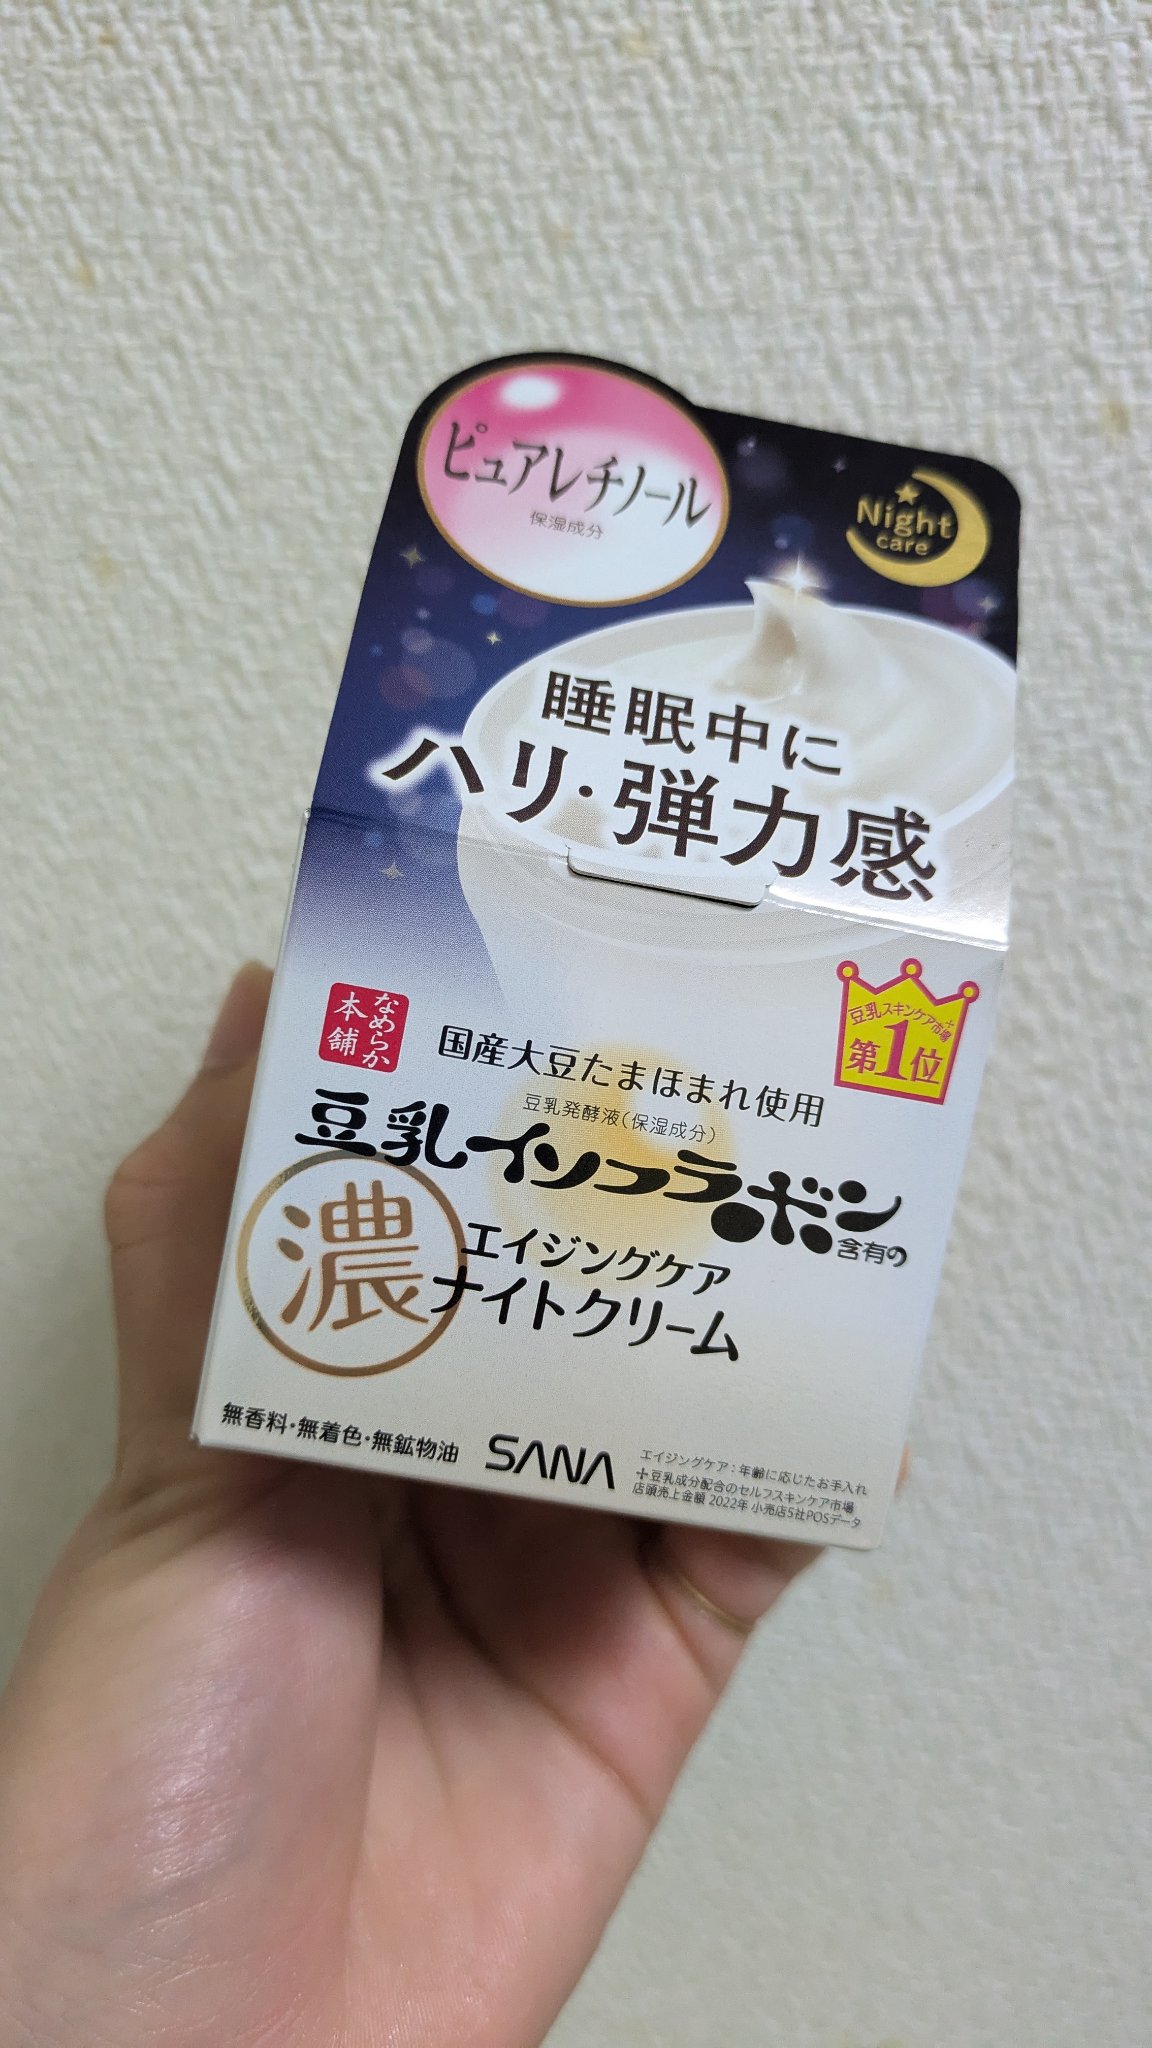 ピュアレチノール
保湿成分
Night
care
睡眠中に
ハリ・弾力感
なめらか
本舗
豆乳スキンケア市場+
第1位
国産大豆たまほまれ使用
豆乳発酵液(保湿成分)
豆乳イソフラボン
含有の
濃
エイジングケア
ナイトクリーム
無香料・無着色・無鉱物油
SANA
エイジングケア:年齢に応じたお手入れ
+豆乳成分配合のセルフスキンケア市場
店頭売上金額 2022年 小売店5社POSデータ